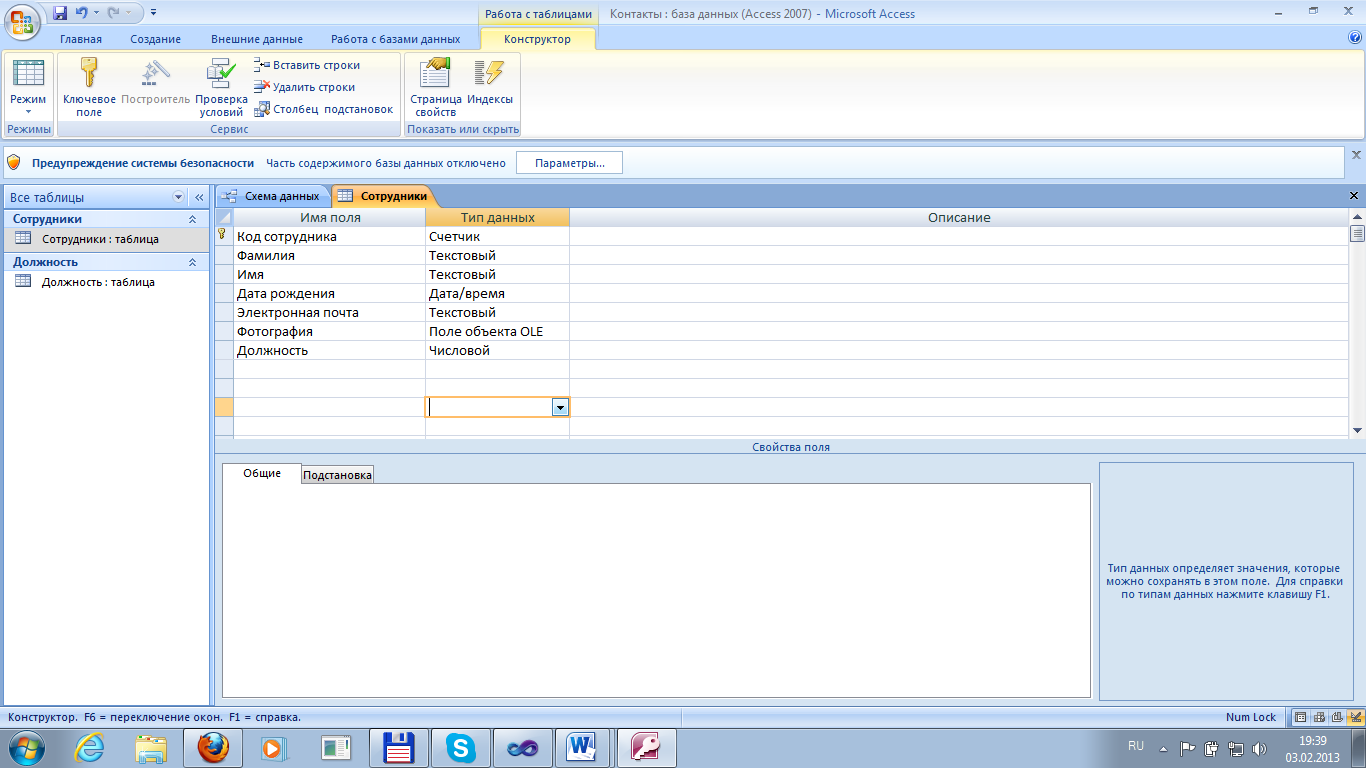 Работа с таблицами
Контакты : база данных (Access 2007) - Microsoft Access
Главная Создание Внешние данные Работа с базами данных Конструктор
Режим
Режимы
Ключевое поле
Построитель
Проверка условий
Вставить строки
Удалить строки
Столбец подстановок
Сервис
Страница свойств
Индексы
Показать или скрыть
Предупреждение системы безопасности Часть содержимого базы данных отключено Параметры...
Все таблицы
Сотрудники
Сотрудники : таблица
Должность
Должность : таблица
Схема данных Сотрудники
Имя поля Тип данных Описание
Код сотрудника Счетчик
Фамилия Текстовый
Имя Текстовый
Дата рождения Дата/время
Электронная почта Текстовый
Фотография Поле объекта OLE
Должность Числовой
Свойства поля
Общие Подстановка
Тип данных определяет значения, которые
можно сохранять в этом поле. Для справки
по типам данных нажмите клавишу F1.
Конструктор. F6 = переключение окон. F1 = справка.
Num Lock
RU
19:39
03.02.2013